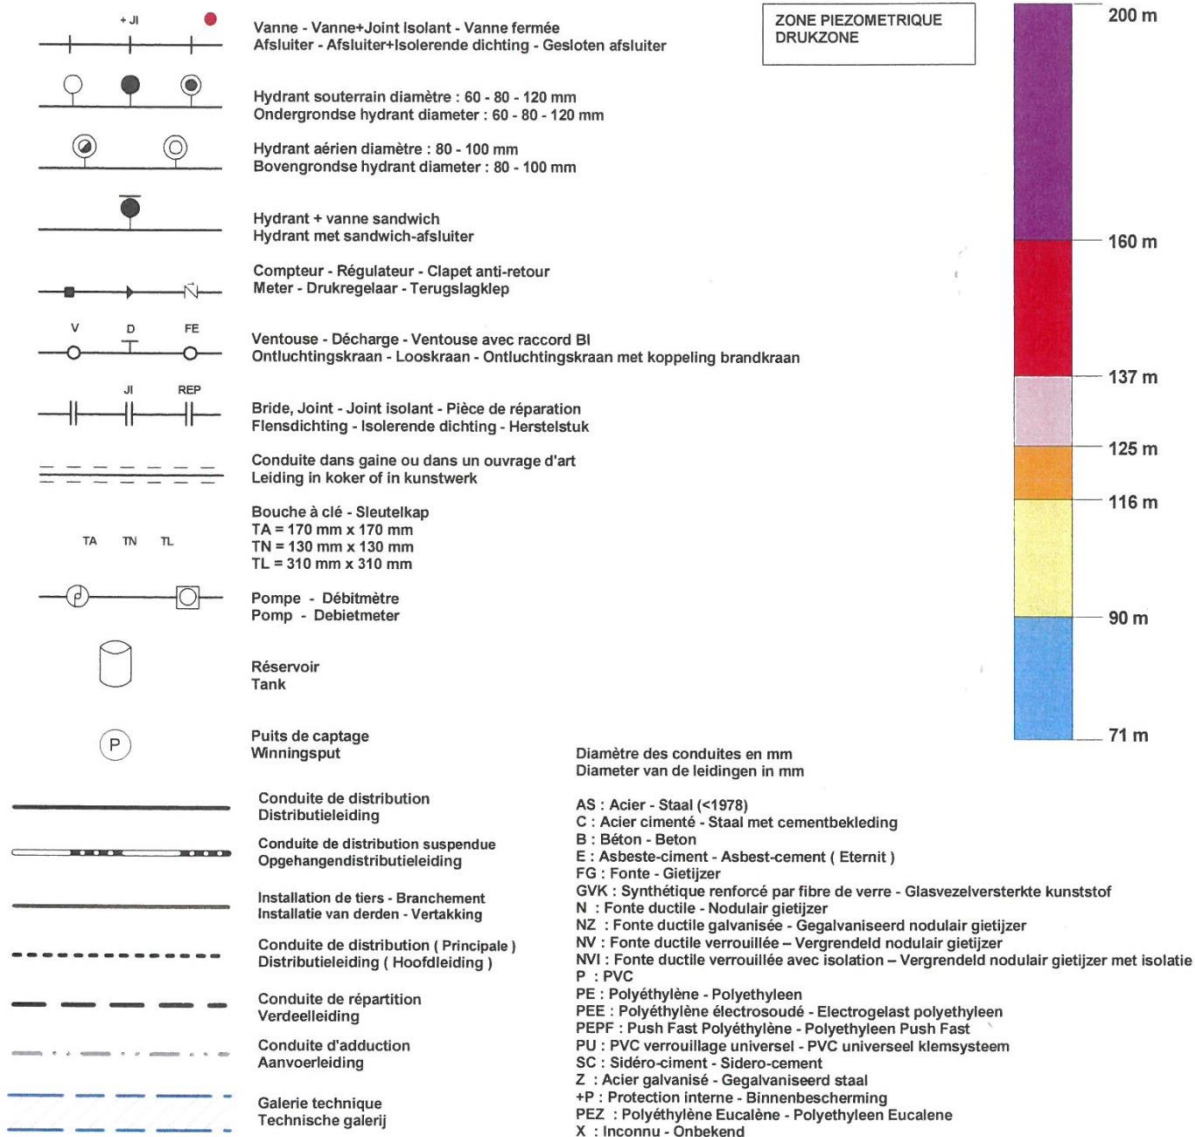 + JI
Vanne - Vanne+Joint Isolant - Vanne fermée
Afsluiter - Afsluiter+Isolerende dichting - Gesloten afsluiter
Hydrant souterrain diamètre : 60 - 80 - 120 mm
Ondergrondse hydrant diameter : 60 - 80 - 120 mm
Hydrant aérien diamètre : 80 - 100 mm
Bovengrondse hydrant diameter : 80 - 100 mm
Hydrant + vanne sandwich
Hydrant met sandwich-afsluiter
Compteur - Régulateur - Clapet anti-retour
Meter - Drukregelaar - Terugslagklep
V D FE
Ventouse - Décharge - Ventouse avec raccord BI
Ontluchtingskraan - Looskraan - Ontluchtingskraan met koppeling brandkraan
JI REP
Bride, Joint - Joint isolant - Pièce de réparation
Flensdichting - Isolerende dichting - Herstelstuk
Conduite dans gaine ou dans un ouvrage d'art
Leiding in koker of in kunstwerk
Bouche à clé - Sleutelkap
TA = 170 mm x 170 mm
TN = 130 mm x 130 mm
TL = 310 mm x 310 mm
TA TN TL
Pompe - Débitmètre
Pomp - Debietmeter
Réservoir
Tank
P
Puits de captage
Winningsput
Conduite de distribution
Distributieleiding
Conduite de distribution suspendue
Opgehangendistributieleiding
Installation de tiers - Branchement
Installatie van derden - Vertakking
Conduite de distribution ( Principale )
Distributieleiding ( Hoofdleiding )
Conduite de répartition
Verdeelleiding
Conduite d'adduction
Aanvoerleiding
Galerie technique
Technische galerij
ZONE PIEZOMETRIQUE
DRUKZONE
200 m
160 m
137 m
125 m
116 m
90 m
71 m
Diamètre des conduites en mm
Diameter van de leidingen in mm
AS : Acier - Staal (<1978)
C : Acier cimenté - Staal met cementbekleding
B : Béton - Beton
E : Asbeste-ciment - Asbest-cement ( Eternit )
FG : Fonte - Gietijzer
GVK : Synthétique renforcé par fibre de verre - Glasvezelversterkte kunststof
N : Fonte ductile - Nodulair gietijzer
NZ : Fonte ductile galvanisée - Gegalvaniseerd nodulair gietijzer
NV : Fonte ductile verrouillée – Vergrendeld nodulair gietijzer
NVI : Fonte ductile verrouillée avec isolation – Vergrendeld nodulair gietijzer met isolatie
P : PVC
PE : Polyéthylène - Polyethyleen
PEE : Polyéthylène électrosoudé - Electrogelast polyethyleen
PEPF : Push Fast Polyéthylène - Polyethyleen Push Fast
PU : PVC verrouillage universel - PVC universeel klemsysteem
SC : Sidéro-ciment - Sidero-cement
Z : Acier galvanisé - Gegalvaniseerd staal
+P : Protection interne - Binnenbescherming
PEZ : Polyéthylène Eucalène - Polyethyleen Eucalene
X : Inconnu - Onbekend